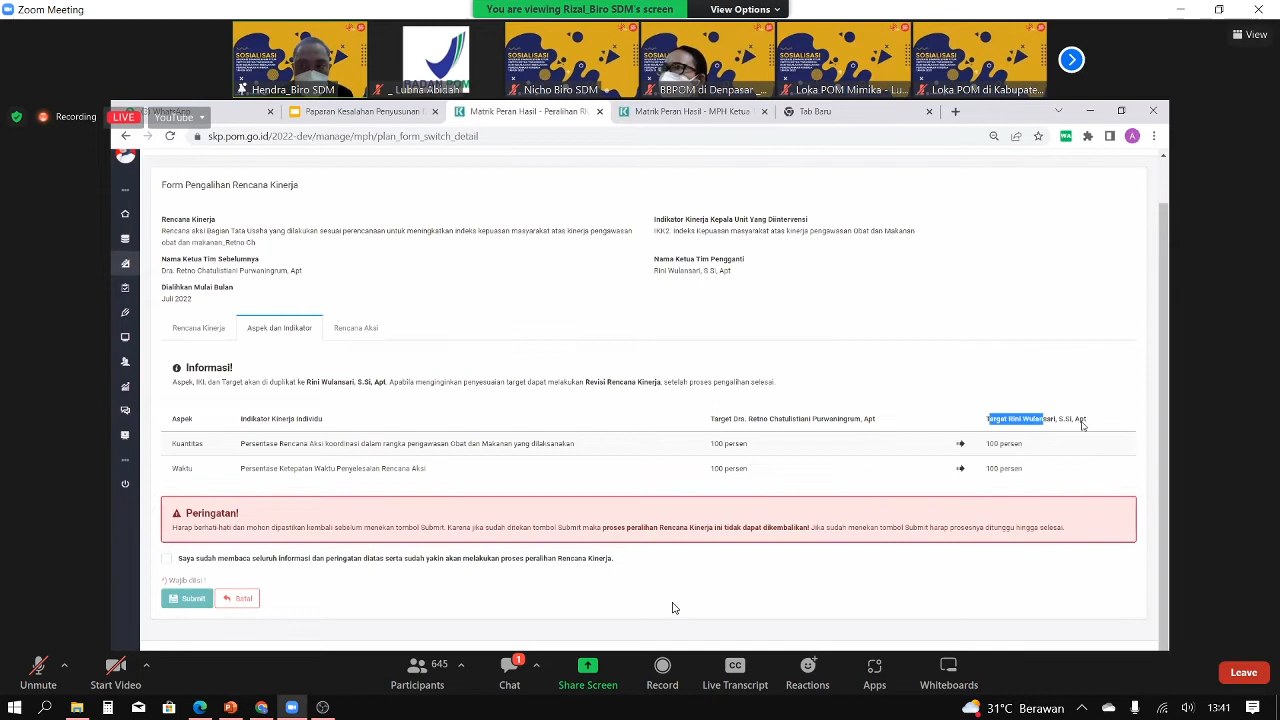 Zoom Meeting
You are viewing Rizal_Biro SDM's screen
View Options
View
SOSIALISASI
SOSIALISASI
SOSIALISASI
SOSIALISASI
SOSIALISASI
BADAN POM
Hendra_Biro SDM
Lubna Abidah
Nicho Biro SDM
BBPOM di Dempa
Loka POM Mimika
Loka POM di Tanj
Recording
LIVE
YouTube
WhatsApp
Paparan Kesalahan Penyusunan
Matrik Peran Hasil - Peralihan R
Matrik Peran Hasil - MPH Ketua
Tab Baru
skp.pom.go.id/2022-dev/manage/mph/plan_form_switch_detail
A
Form Pengalihan Rencana Kinerja
Rencana Kinerja
Indikator Kinerja Kepala Unit Yang Diintervensi
Rencana aksi Bagian Tata Usaha yang dilakukan sesuai perencanaan untuk meningkatkan indeks kepuasan masyarakat atas kinerja pengawasan
IKK2. Indeks Kepuasan masyarakat atas kinerja pengawasan Obat dan Makanan
obat dan makanan_Retno Ch
Nama Ketua Tim Sebelumnya
Nama Ketua Tim Pengganti
Dra. Retno Chatulistiani Purwaningrum, Apt
Rini Wulansari, S.Si, Apt
Dialihkan Mulai Bulan
Juli 2022
Rencana Kinerja
Aspek dan Indikator
Rencana Aksi
Informasi!
Aspek, IKI, dan Target akan di duplikat ke Rini Wulansari, S.Si, Apt. Apabila menginginkan penyesuaian target dapat melakukan Revisi Rencana Kinerja, setelah proses pengalihan selesai.
Aspek Indikator Kinerja Individu Target Dra. Retno Chatulistiani Purwaningrum, Apt Target Rini Wulansari, S.Si, Apt
Kuantitas Persentase Rencana Aksi koordinasi dalam rangka pengawasan Obat dan Makanan yang dilaksanakan 100 persen 100 persen
Waktu Persentase Ketepatan Waktu Penyelesaian Rencana Aksi 100 persen 100 persen
Peringatan!
Harap berhati-hati dan mohon dipastikan kembali sebelum menekan tombol Submit. Karena jika sudah ditekan tombol Submit maka proses peralihan Rencana Kinerja ini tidak dapat dikembalikan! Jika sudah menekan tombol Submit harap prosesnya ditunggu hingga selesai.
Saya sudah membaca seluruh informasi dan peringatan diatas serta sudah yakin akan melakukan proses peralihan Rencana Kinerja.
*) Wajib diisi !
Submit
Batal
645
1
CC
Unmute
Start Video
Participants
Chat
Share Screen
Record
Live Transcript
Reactions
Apps
Whiteboards
Leave
31°C Berawan
13:41